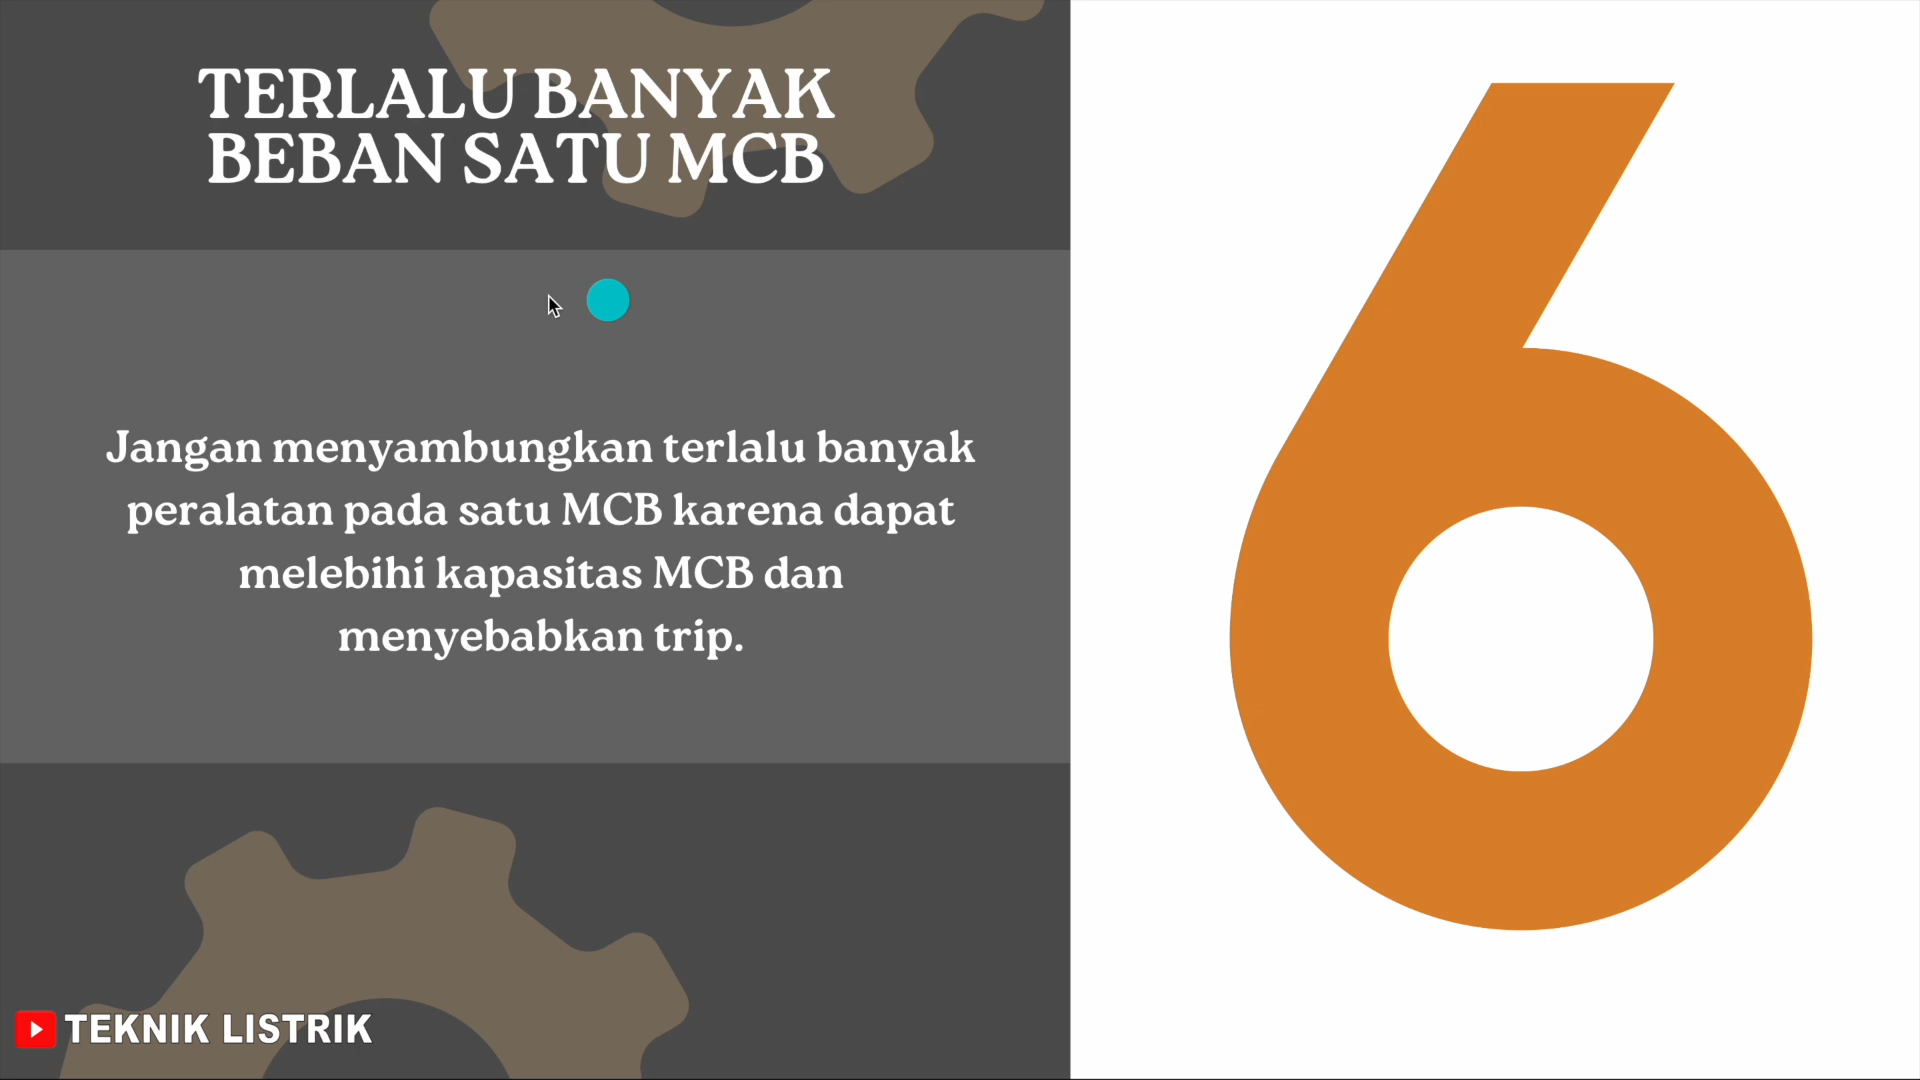 TERLALU BANYAK
BEBAN SATU MCB
Jangan menyambungkan terlalu banyak
peralatan pada satu MCB karena dapat
melebihi kapasitas MCB dan
menyebabkan trip.
6
TEKNIK LISTRIK